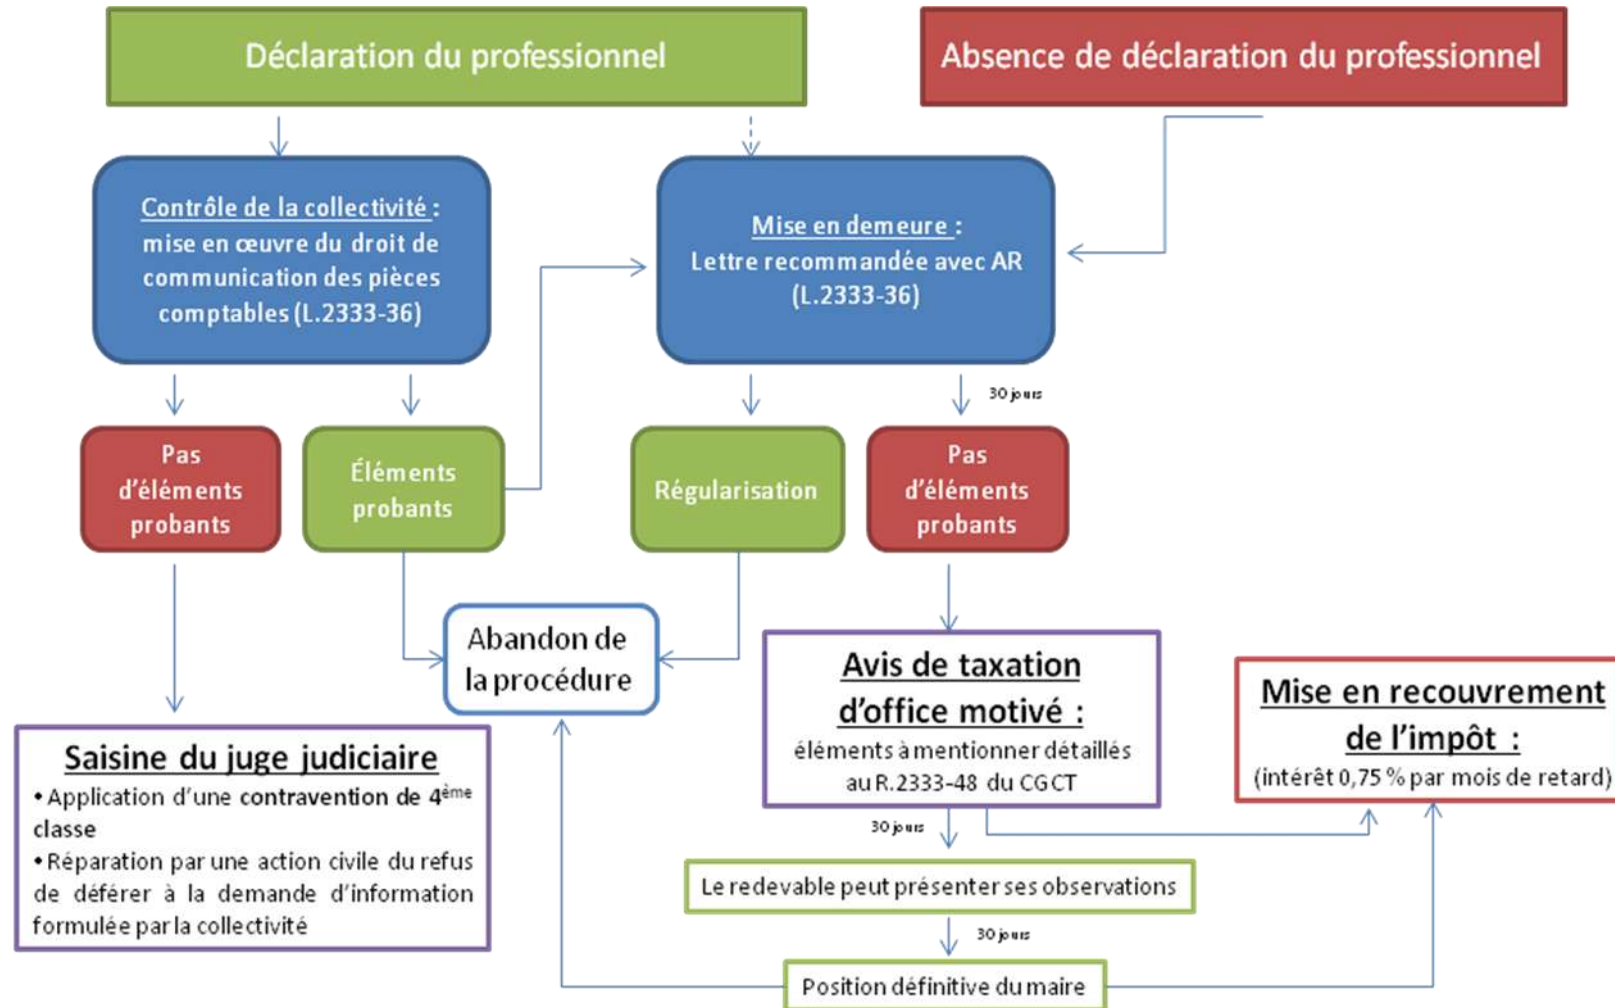 Déclaration du professionnel
Absence de déclaration du professionnel
Contrôle de la collectivité :
mise en œuvre du droit de
communication des pièces
comptables (L.2333-36)
Mise en demeure :
Lettre recommandée avec AR
(L.2333-36)
30 jours
Pas
d’éléments
probants
Éléments
probants
Régularisation
Pas
d’éléments
probants
Abandon de
la procédure
Avis de taxation
d’office motivé :
éléments à mentionner détaillés
au R.2333-48 du CGCT
Mise en recouvrement
de l’impôt :
(intérêt 0,75 % par mois de retard)
Saisine du juge judiciaire
• Application d’une contravention de 4ème
classe
• Réparation par une action civile du refus
de déférer à la demande d’information
formulée par la collectivité
30 jours
Le redevable peut présenter ses observations
30 jours
Position définitive du maire